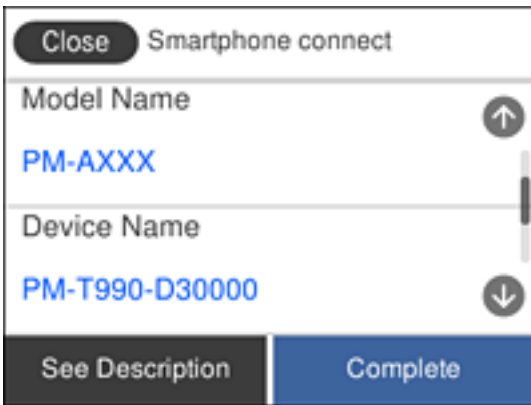 Close Smartphone connect
Model Name
PM-AXXX
Device Name
PM-T990-D30000
See Description Complete